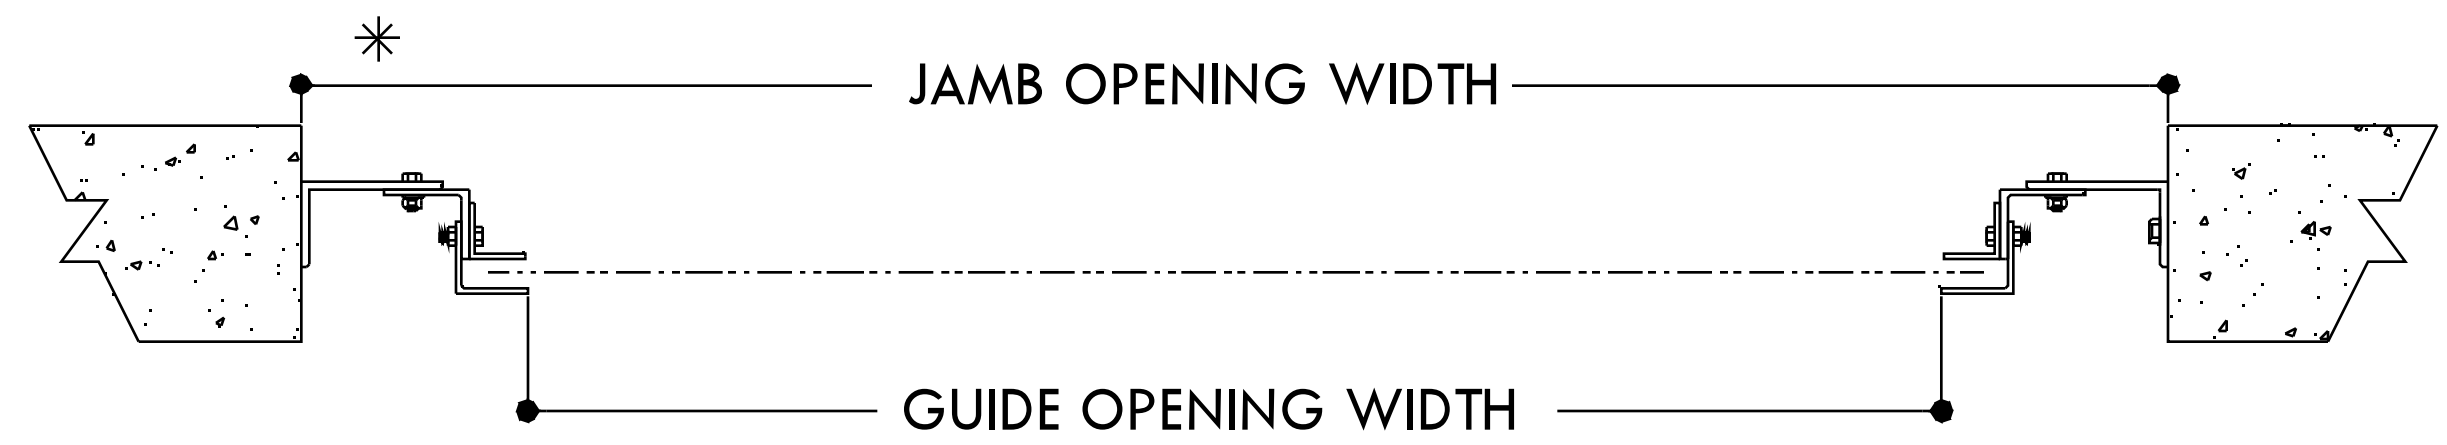 JAMB OPENING WIDTH
GUIDE OPENING WIDTH